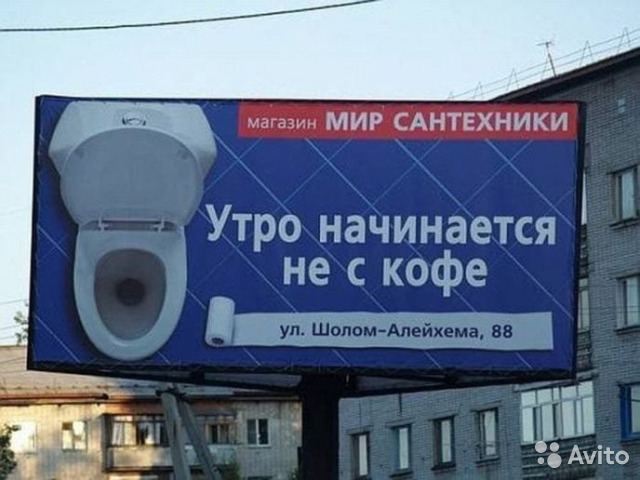 магазин МИР САНТЕХНИКИ
Утро начинается
не с кофе
ул. Шолом-Алейхема, 88
Avito